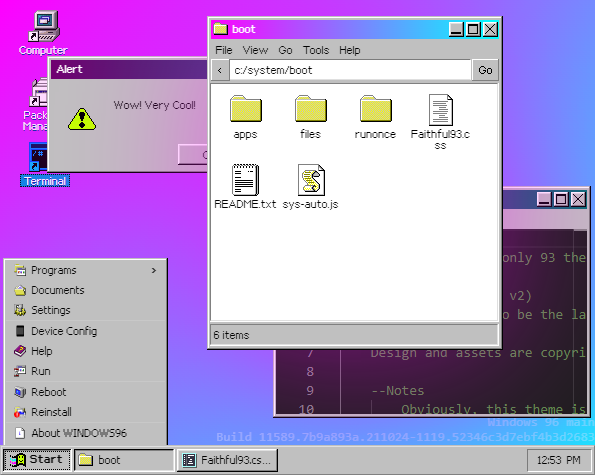 Computer
Pack
Mana
Terminal
Alert
Wow! Very Cool!
boot
File View Go Tools Help
< c:/system/boot Go
apps
files
runonce
Faithful93.c
ss
README.txt
sys-auto.js
6 items
only 93 the
v2)
to be the la
7 Design and assets are copyri
8
9 --Notes
10 Obviously, this theme is
Programs >
Documents
Settings
Device Config
Help
Run
Reboot
Reinstall
About WINDOWS96
Windows 96 main
Build 11589.7b9a893a.211024-1119.52346c3d7ebf4b3d2683
Start
boot
Faithful93.cs...
12:53 PM